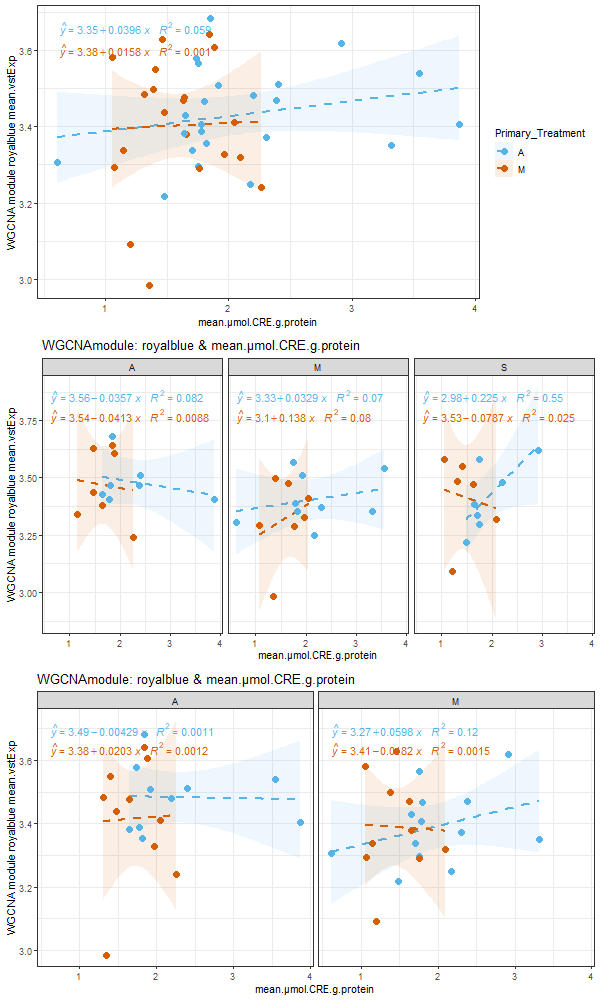 ŷ = 3.35 + 0.0396 x R² = 0.059
ŷ = 3.38 + 0.0158 x R² = 0.001
3.6
3.4
3.2
3.0
WGCNA module royalblue mean.vstExp
1
2
3
4
mean.µmol.CRE.g.protein
Primary_Treatment
A
M
WGCNAmodule: royalblue & mean.µmol.CRE.g.protein
A
M
S
ŷ = 3.56 − 0.0357 x R² = 0.082
ŷ = 3.54 − 0.0413 x R² = 0.0088
ŷ = 3.33 + 0.0329 x R² = 0.07
ŷ = 3.1 + 0.138 x R² = 0.08
ŷ = 2.98 + 0.225 x R² = 0.55
ŷ = 3.53 − 0.0787 x R² = 0.025
3.75
3.50
3.25
3.00
WGCNA module royalblue mean.vstExp
1
2
3
4
1
2
3
4
1
2
3
4
mean.µmol.CRE.g.protein
WGCNAmodule: royalblue & mean.µmol.CRE.g.protein
A
M
ŷ = 3.49 − 0.00429 x R² = 0.0011
ŷ = 3.38 + 0.0203 x R² = 0.0012
ŷ = 3.27 + 0.0598 x R² = 0.12
ŷ = 3.41 − 0.0182 x R² = 0.0015
3.6
3.4
3.2
3.0
WGCNA module royalblue mean.vstExp
1
2
3
4
1
2
3
4
mean.µmol.CRE.g.protein